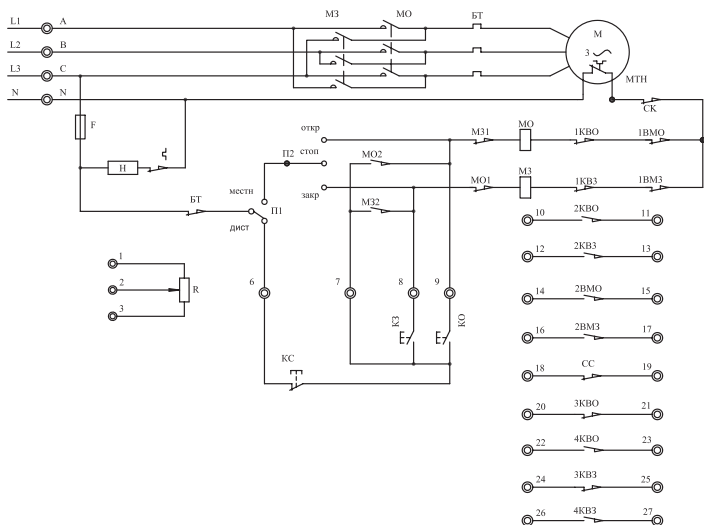 L1 A МЗ МО БТ
L2 B М
L3 C 3
МТН
N N
СК
F
откр
МЗ1 МО 1КВО 1ВМО
стоп
П2 МО2
Н
местн закр МО1 МЗ 1КВЗ 1ВМЗ
БТ П1 МЗ2
дист 10 2КВО 11
12 2КВЗ 13
1
2 R 6 7 8 9 14 2ВМО 15
3
КЗ КО 16 2ВМЗ 17
КС 18 СС 19
20 3КВО 21
22 4КВО 23
24 3КВЗ 25
26 4КВЗ 27